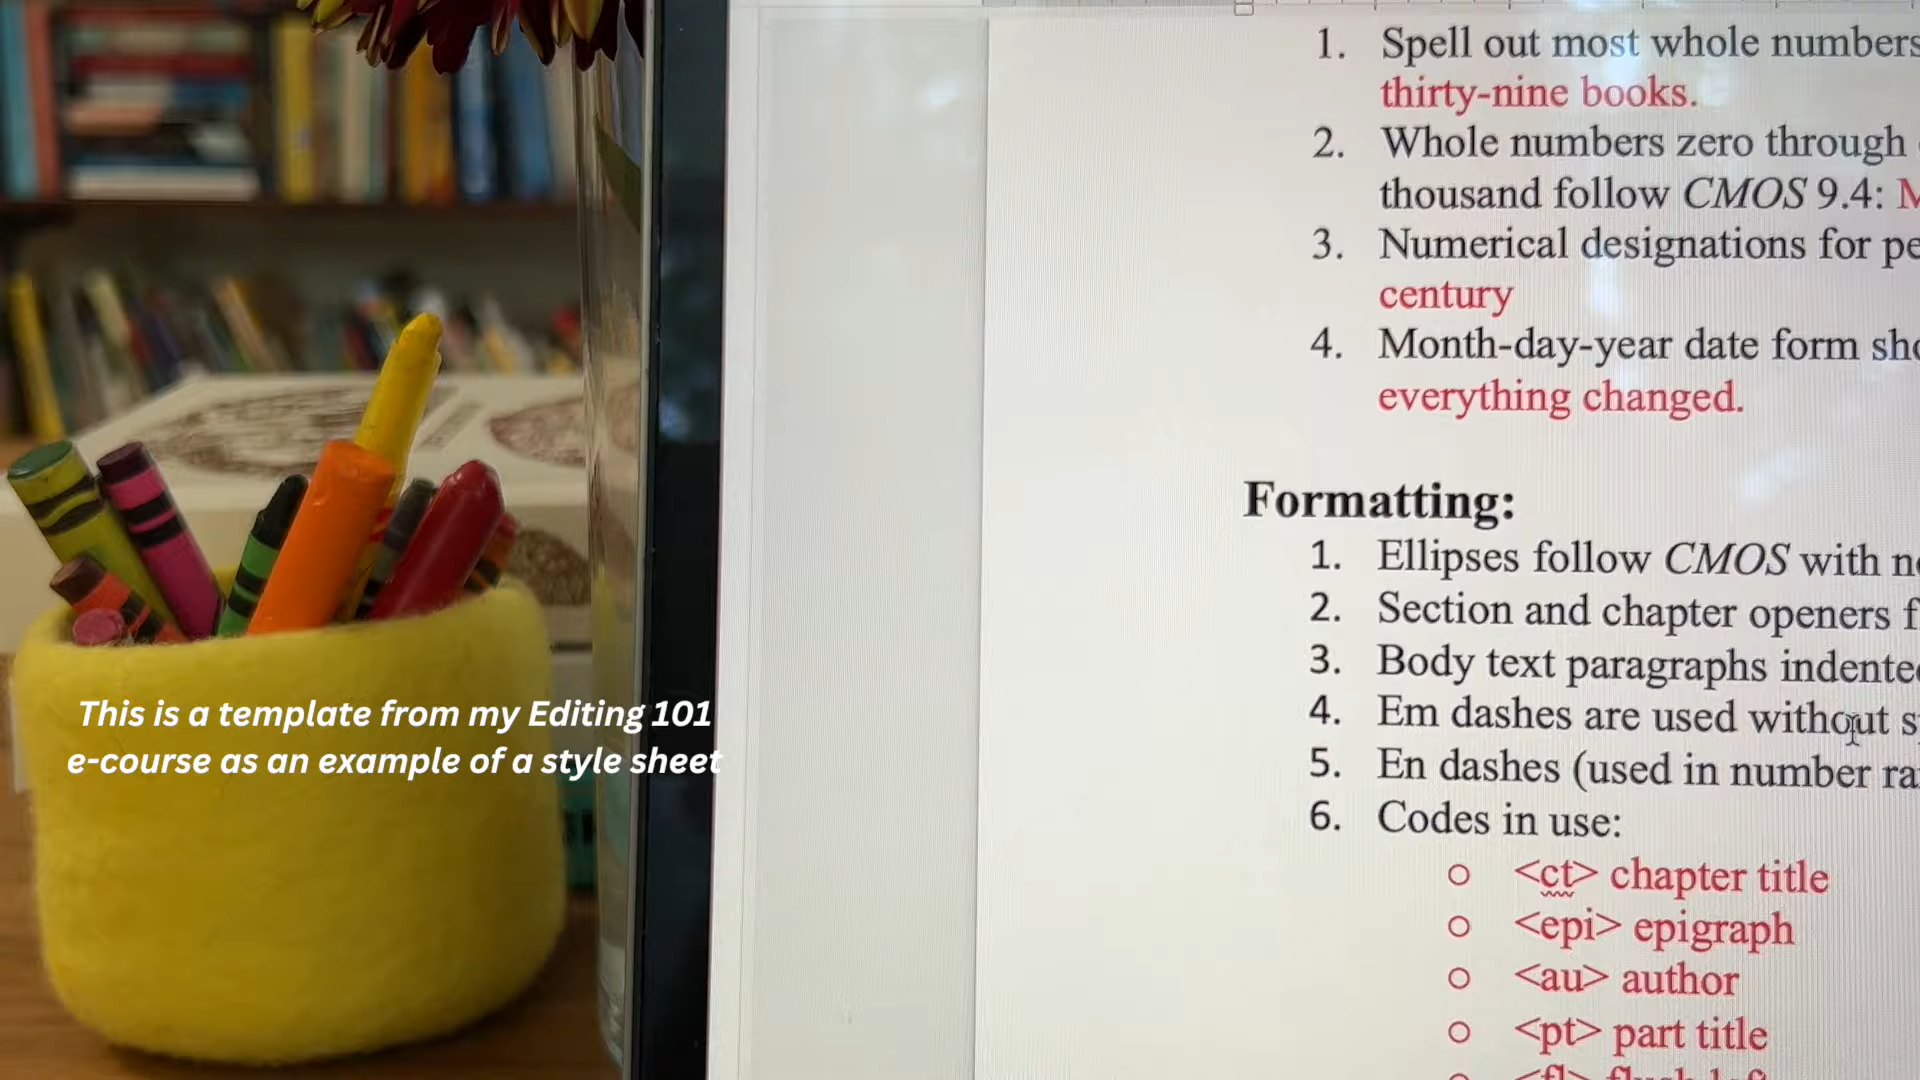 1. Spell out most whole numbers
thirty-nine books.
2. Whole numbers zero through
thousand follow CMOS 9.4:
3. Numerical designations for
century
4. Month-day-year date form
everything changed.
Formatting:
1. Ellipses follow CMOS with
2. Section and chapter openers
3. Body text paragraphs indented
4. Em dashes are used without
5. En dashes (used in number
6. Codes in use:
<ct> chapter title
<epi> epigraph
<au> author
<pt> part title
This is a template from my Editing 101
e-course as an example of a style sheet